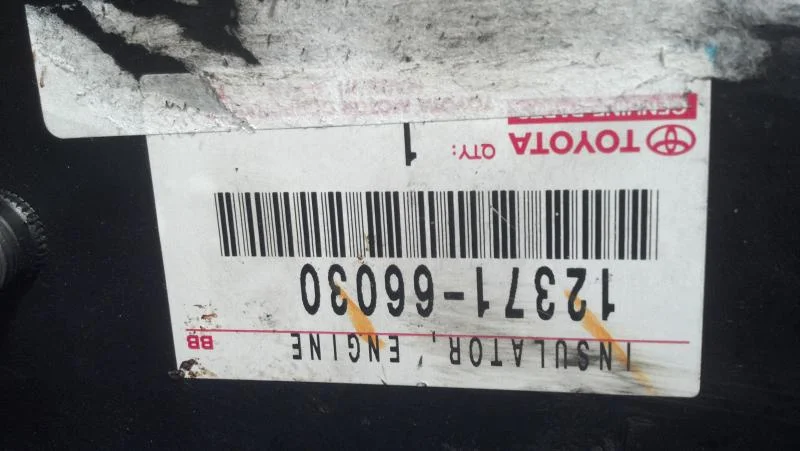 INSULATOR, ENGINE
BB
12371-66030
TOYOTA QTY: 1
GENUINE PARTS